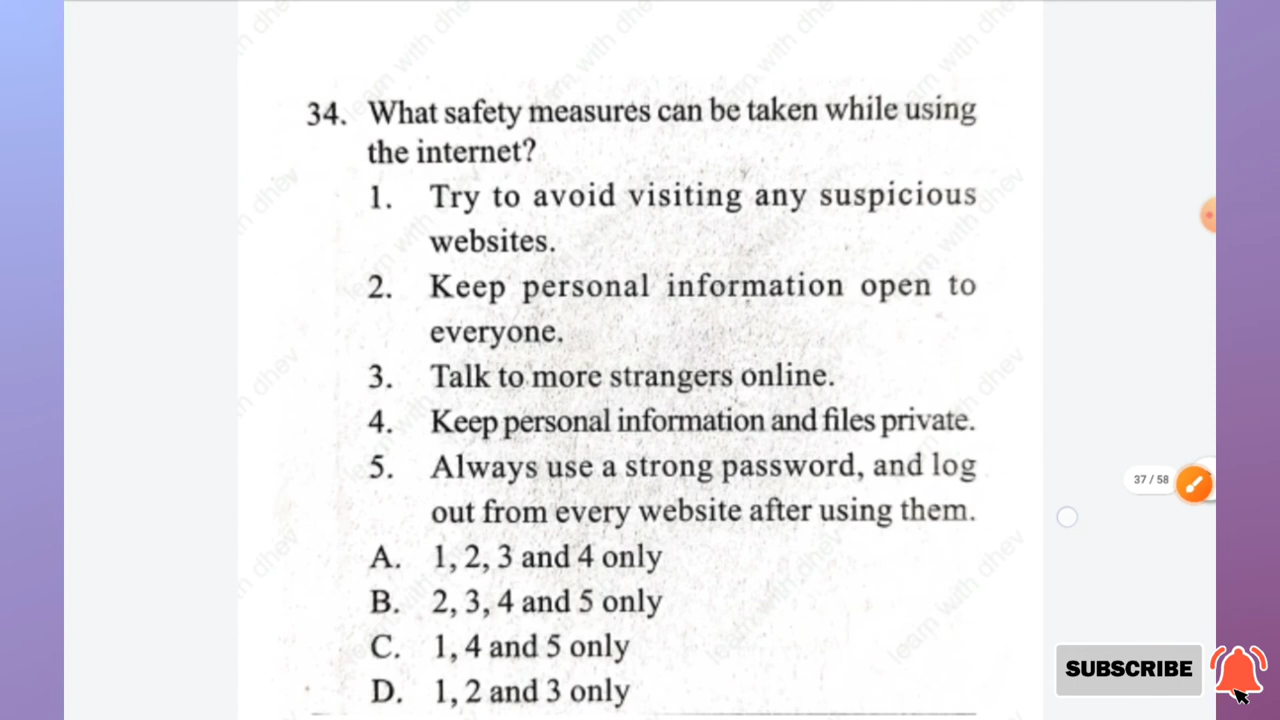 34. What safety measures can be taken while using
the internet?
1. Try to avoid visiting any suspicious
websites.
2. Keep personal information open to
everyone.
3. Talk to more strangers online.
4. Keep personal information and files private.
5. Always use a strong password, and log
out from every website after using them.
37 / 58
A. 1, 2, 3 and 4 only
B. 2, 3, 4 and 5 only
C. 1, 4 and 5 only
D. 1, 2 and 3 only
SUBSCRIBE
learn with dhev